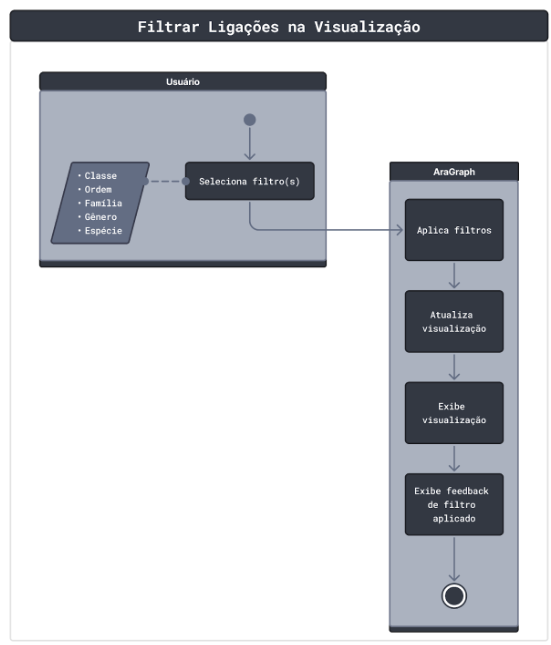 Filtrar Ligações na Visualização
Usuário
• Classe
• Ordem
• Família
• Gênero
• Espécie
Seleciona filtro(s)
AraGraph
Aplica filtros
Atualiza
visualização
Exibe
visualização
Exibe feedback
de filtro
aplicado